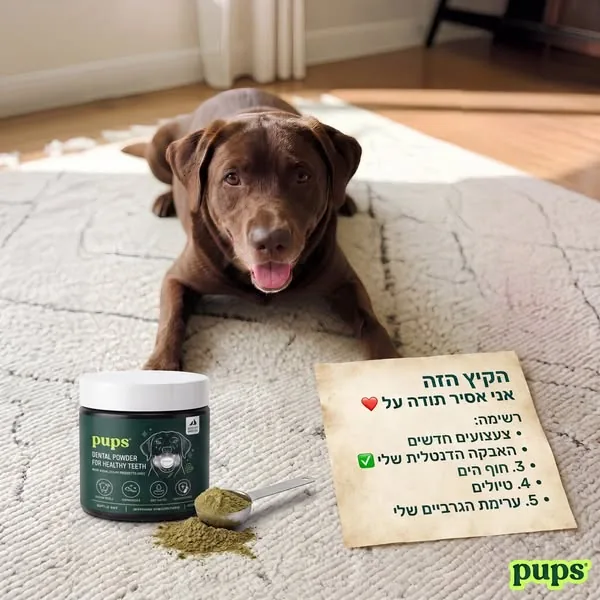 pups
DENTAL POWDER
FOR HEALTHY TEETH
הקיץ הזה
אני אסיר תודה על ❤️
רשימה:
• צעצועים חדשים
• האבקה הדנטלית שלי ✅
• 3. חוף הים
• 4. טיולים
• 5. ערימת הגרביים שלי
pups